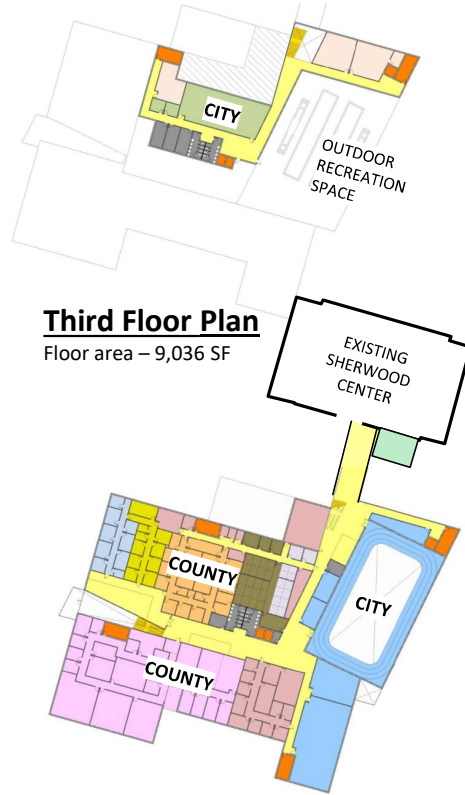 CITY
OUTDOOR
RECREATION
SPACE
Third Floor Plan
Floor area – 9,036 SF
EXISTING
SHERWOOD
CENTER
COUNTY
CITY
COUNTY